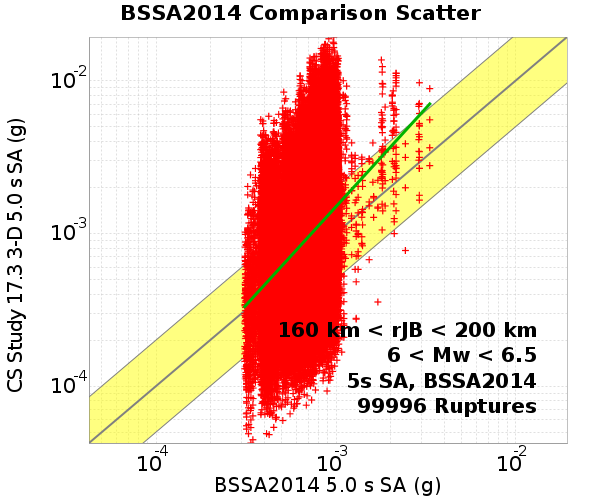 BSSA2014 Comparison Scatter
CS Study 17.3 3-D 5.0 s SA (g)
10-2
10-3
10-4
160 km < rJB < 200 km
6 < Mw < 6.5
5s SA, BSSA2014
99996 Ruptures
10-4 10-3 10-2
BSSA2014 5.0 s SA (g)